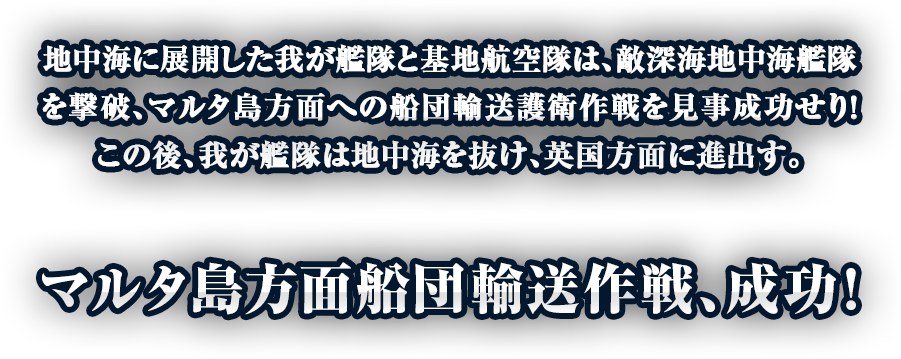 地中海に展開した我が艦隊と基地航空隊は、敵深海地中海艦隊
を撃破、マルタ島方面への船団輸送護衛作戦を見事成功せり!
この後、我が艦隊は地中海を抜け、英国方面に進出す。
マルタ島方面船団輸送作戦、成功!